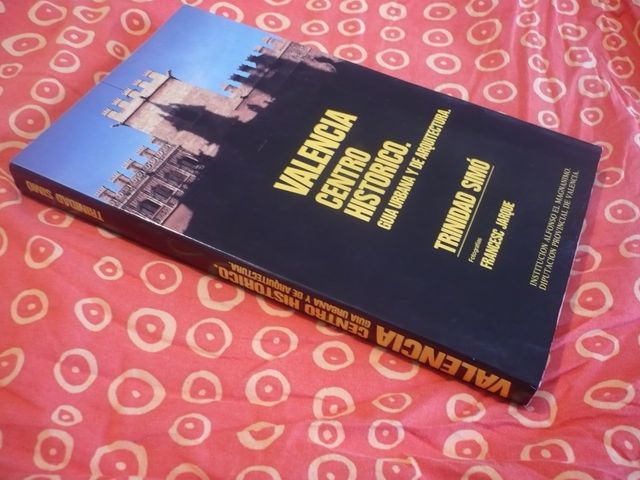 VALENCIA
CENTRO
HISTORICO.
GUIA URBANA Y DE ARQUITECTURA.
TRINIDAD SIMÓ
Fotografías
FRANCESC JARQUE
INSTITUCION ALFONSO EL MAGNANIMO.
DIPUTACION PROVINCIAL DE VALENCIA.
TRINIDAD SIMÓ
VALENCIA CENTRO HISTORICO.
GUIA URBANA Y DE ARQUITECTURA.